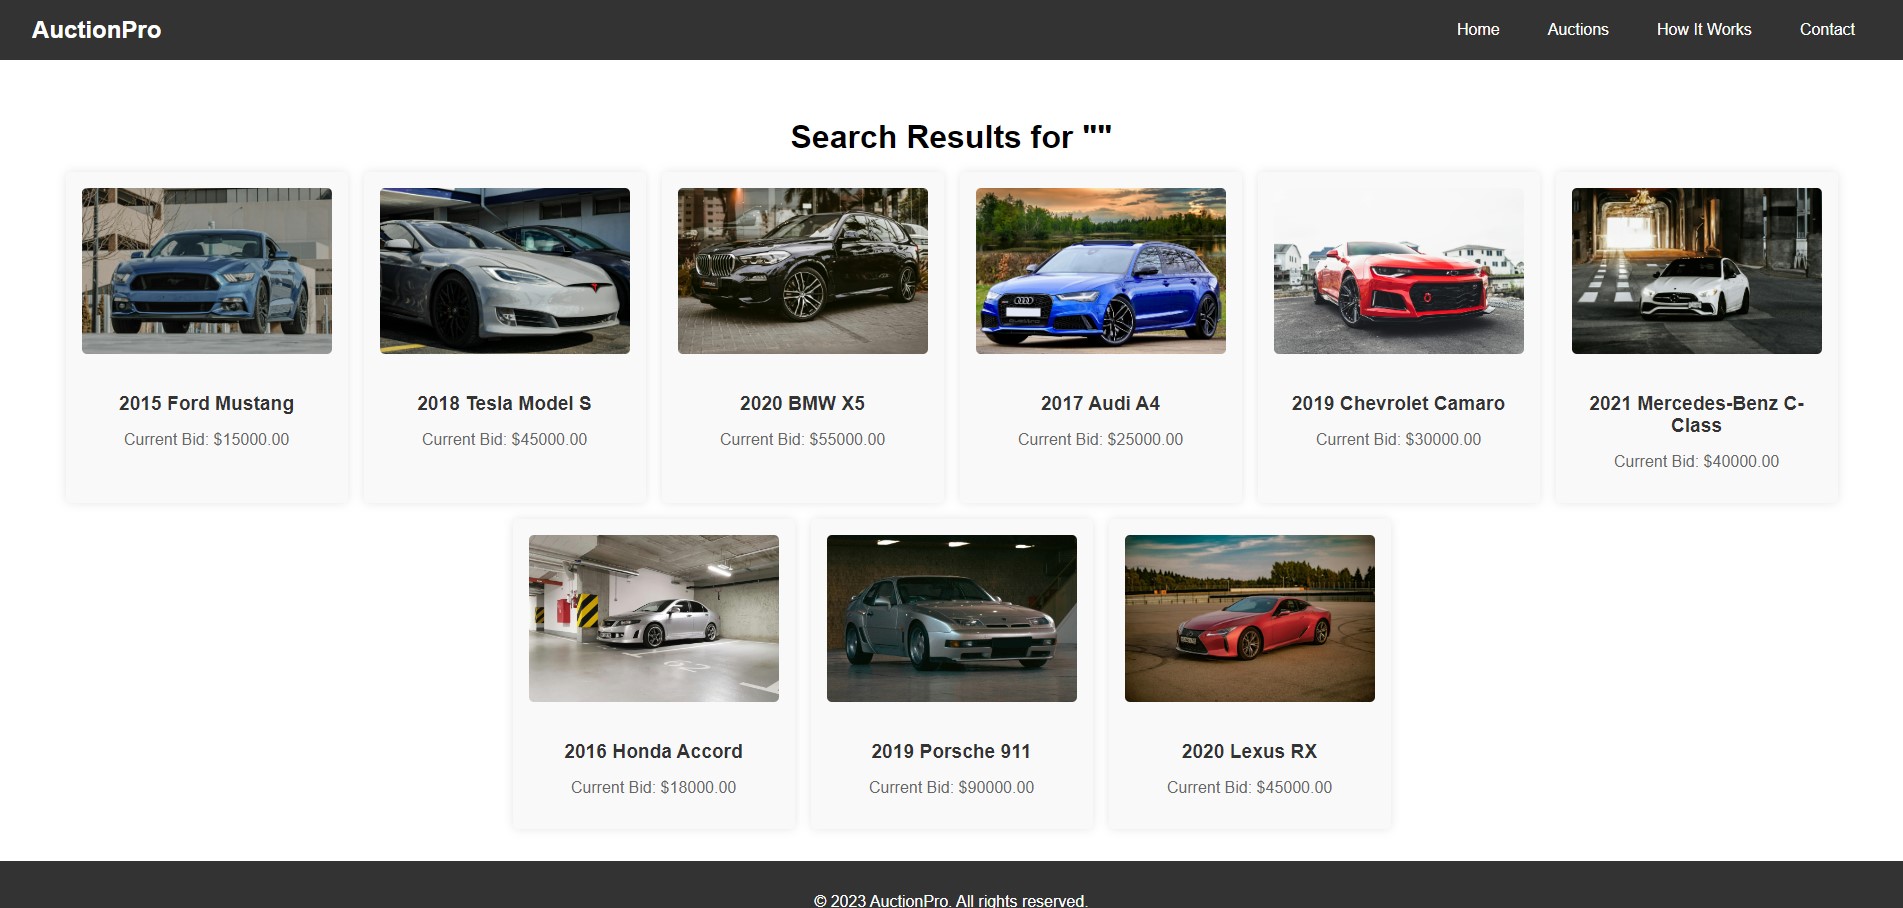 AuctionPro
Home
Auctions
How It Works
Contact
Search Results for ""
2015 Ford Mustang
Current Bid: $15000.00
2018 Tesla Model S
Current Bid: $45000.00
2020 BMW X5
Current Bid: $55000.00
2017 Audi A4
Current Bid: $25000.00
2019 Chevrolet Camaro
Current Bid: $30000.00
2021 Mercedes-Benz C-
Class
Current Bid: $40000.00
2016 Honda Accord
Current Bid: $18000.00
2019 Porsche 911
Current Bid: $90000.00
2020 Lexus RX
Current Bid: $45000.00
© 2023 AuctionPro. All rights reserved.